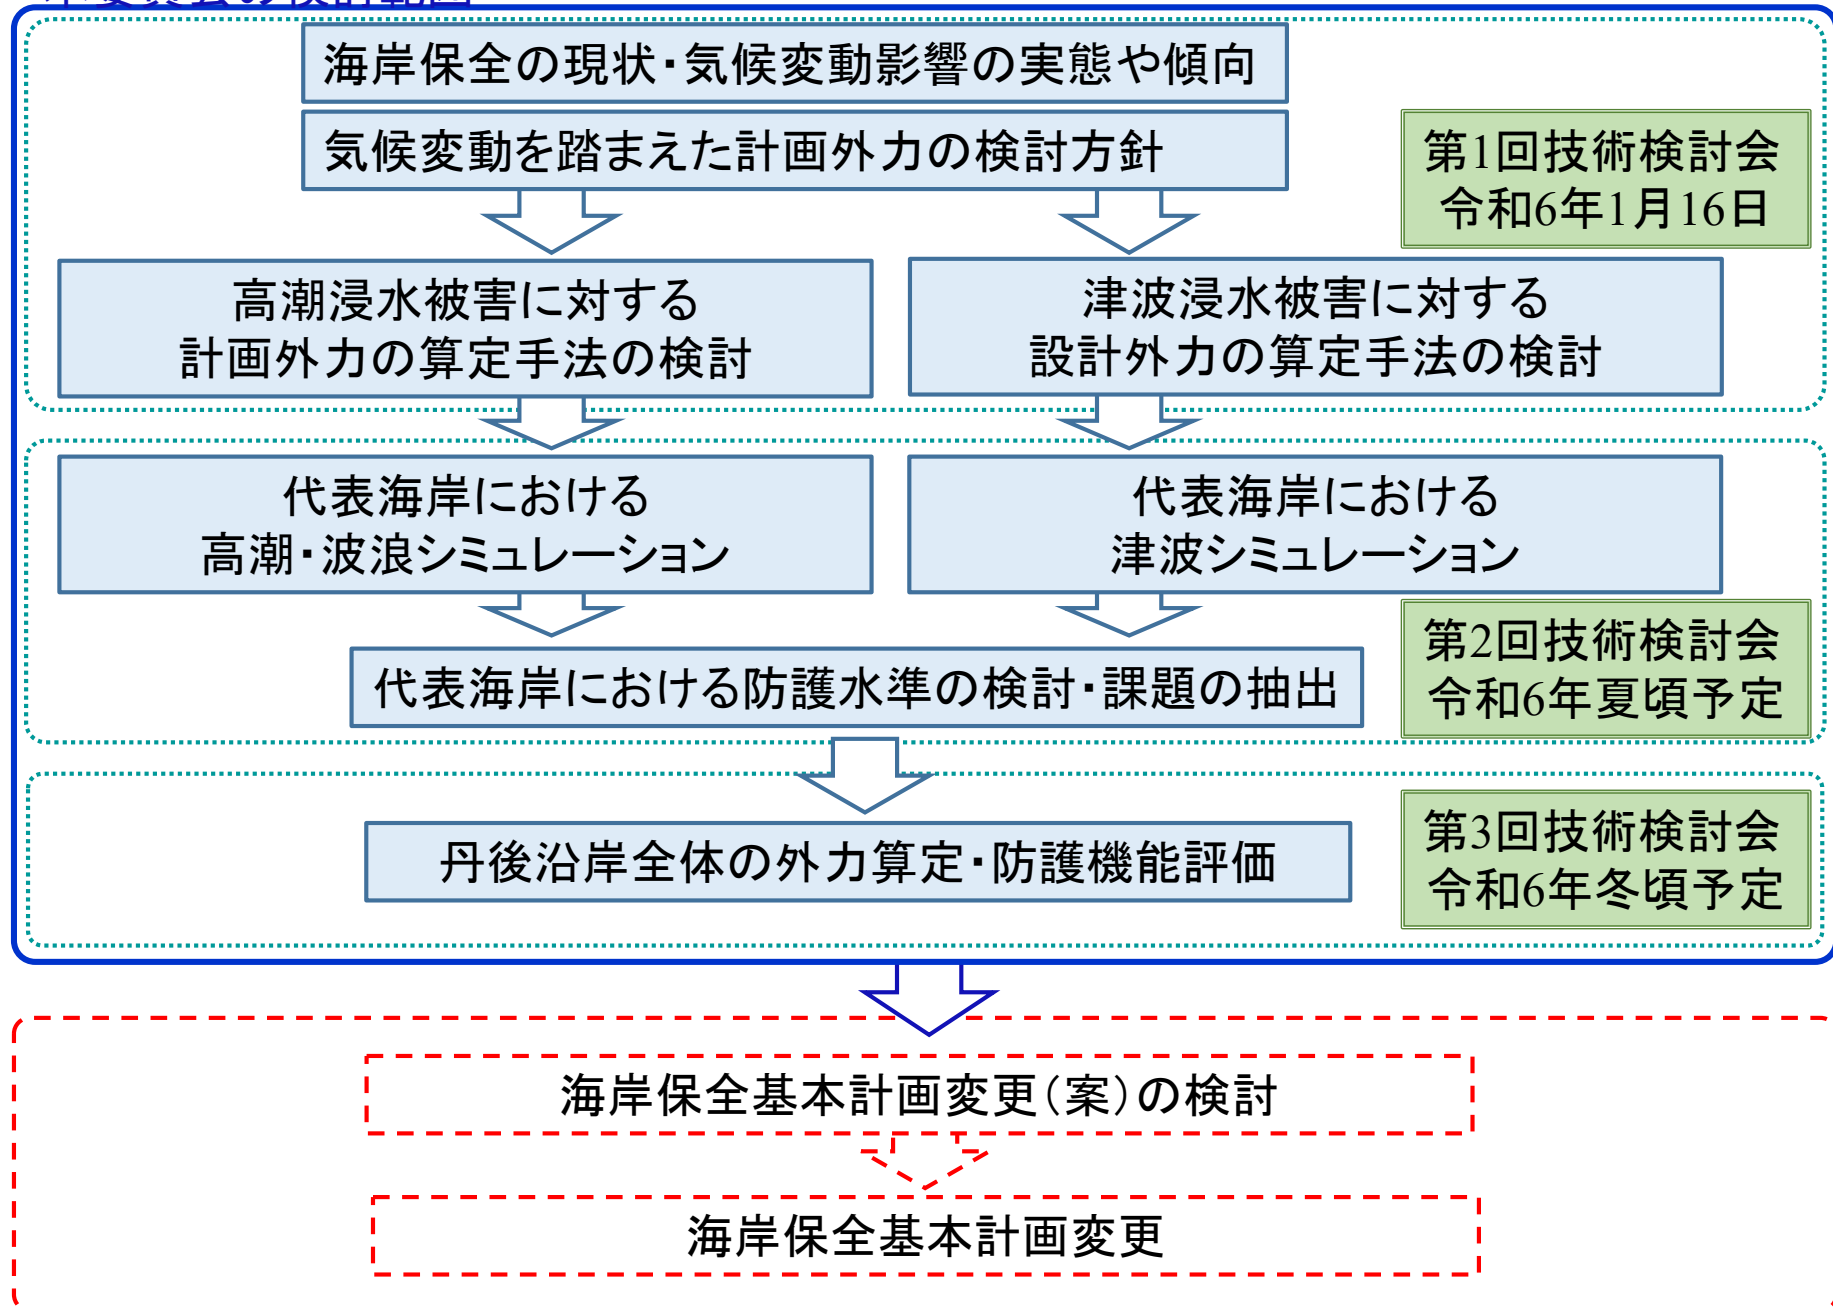 本委員会の検討範囲
海岸保全の現状・気候変動影響の実態や傾向
気候変動を踏まえた計画外力の検討方針
第1回技術検討会
令和6年1月16日
高潮浸水被害に対する
計画外力の算定手法の検討
津波浸水被害に対する
設計外力の算定手法の検討
代表海岸における
高潮・波浪シミュレーション
代表海岸における
津波シミュレーション
代表海岸における防護水準の検討・課題の抽出
第2回技術検討会
令和6年夏頃予定
丹後沿岸全体の外力算定・防護機能評価
第3回技術検討会
令和6年冬頃予定
海岸保全基本計画変更(案)の検討
海岸保全基本計画変更